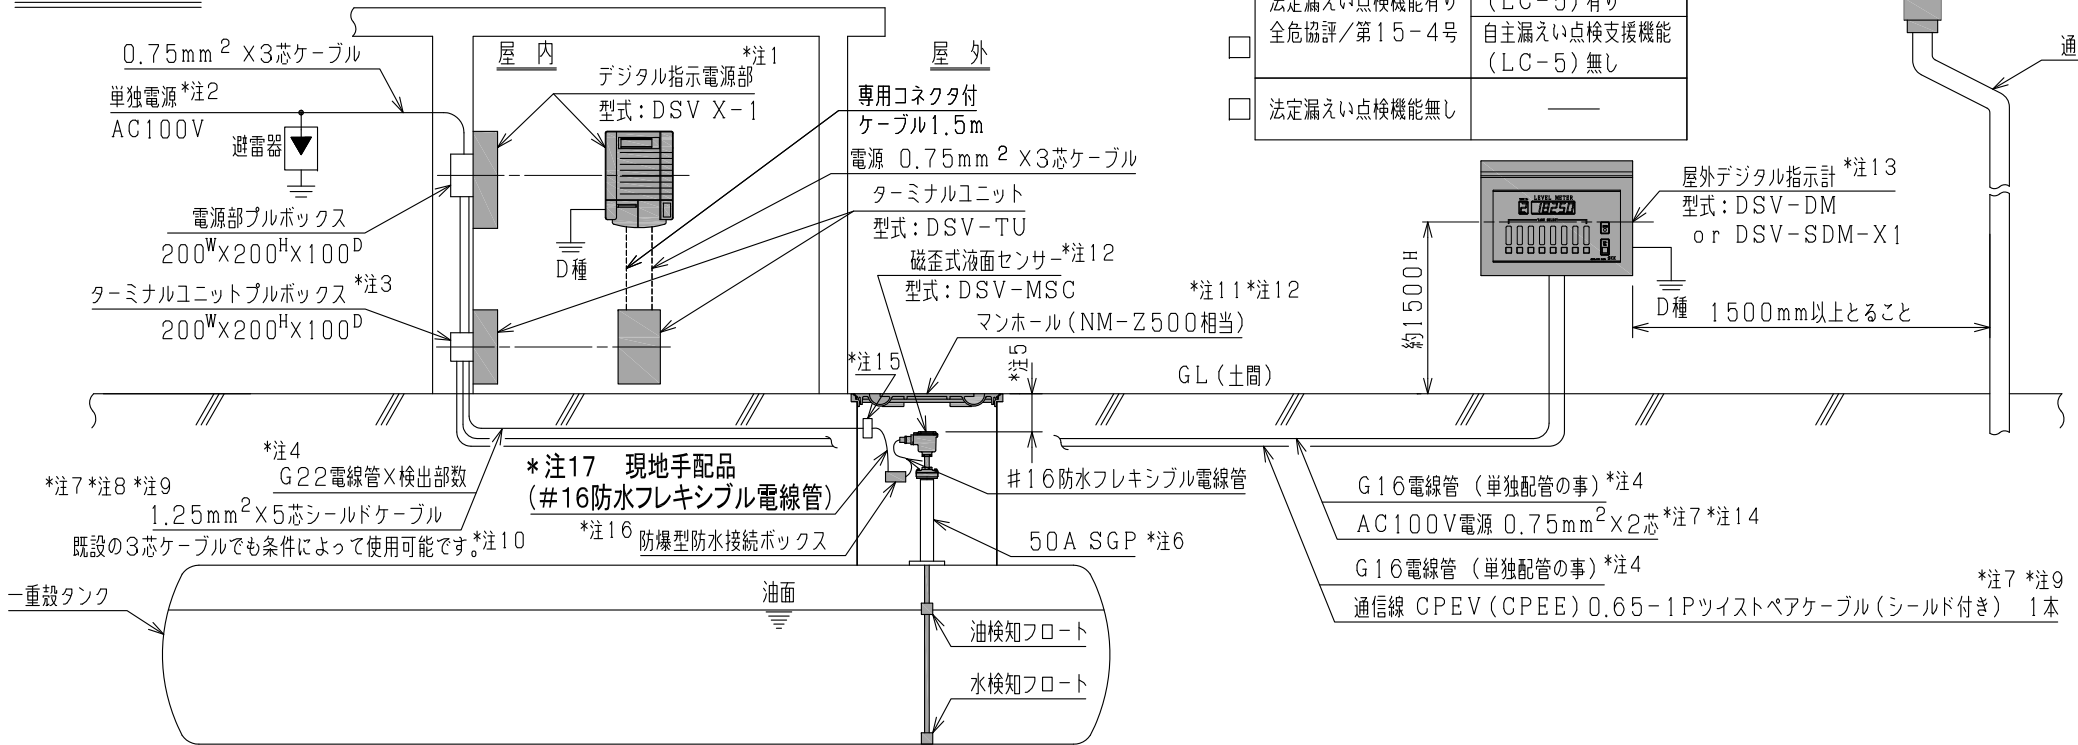 法定漏えい点検機能有り
(LC-5)有り
全危協評/第15-4号
自主漏えい点検支援機能
(LC-5)無し
法定漏えい点検機能無し
屋 内
屋 外
0.75mm² ×3芯ケーブル
単独電源*注2
AC100V
避雷器
デジタル指示電源部*注1
型式:DSV X-1
専用コネクタ付
ケーブル1.5m
電源 0.75mm² ×3芯ケーブル
ターミナルユニット
型式:DSV-TU
電源部プルボックス
200ᵂX200ᴴX100ᴰ
D種
ターミナルユニットプルボックス *注3
200ᵂX200ᴴX100ᴰ
磁歪式液面センサー*注12
型式:DSV-MSC
*注11*注12
マンホール(NM-Z500相当)
*注15
*注5
GL(土間)
LEVEL METER
18250
屋外デジタル指示計 *注13
型式:DSV-DM
or DSV-SDM-X1
約1500ᴴ
D種
1500mm以上とること
通
*注4
G22電線管×検出部数
*注7*注8 *注9
1.25mm²×5芯シールドケーブル
既設の3芯ケーブルでも条件によって使用可能です。*注10
*注17 現地手配品
(#16防水フレキシブル電線管)
*注16 防爆型防水接続ボックス
#16防水フレキシブル電線管
50A SGP *注6
G16電線管 (単独配管の事)*注4
AC100V電源 0.75mm²×2芯*注7*注14
G16電線管 (単独配管の事)*注4
*注7 *注9
通信線 CPEV(CPEE)0.65-1Pツイストペアケーブル(シールド付き) 1本
一重殻タンク
油面
油検知フロート
水検知フロート